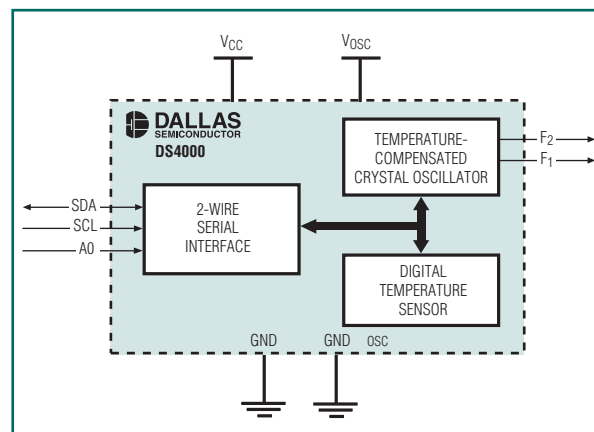 VCC
VOSC
DALLAS
SEMICONDUCTOR
DS4000
TEMPERATURE-
COMPENSATED
CRYSTAL OSCILLATOR
F2
F1
SDA
SCL
A0
2-WIRE
SERIAL
INTERFACE
DIGITAL
TEMPERATURE
SENSOR
GND
GND OSC